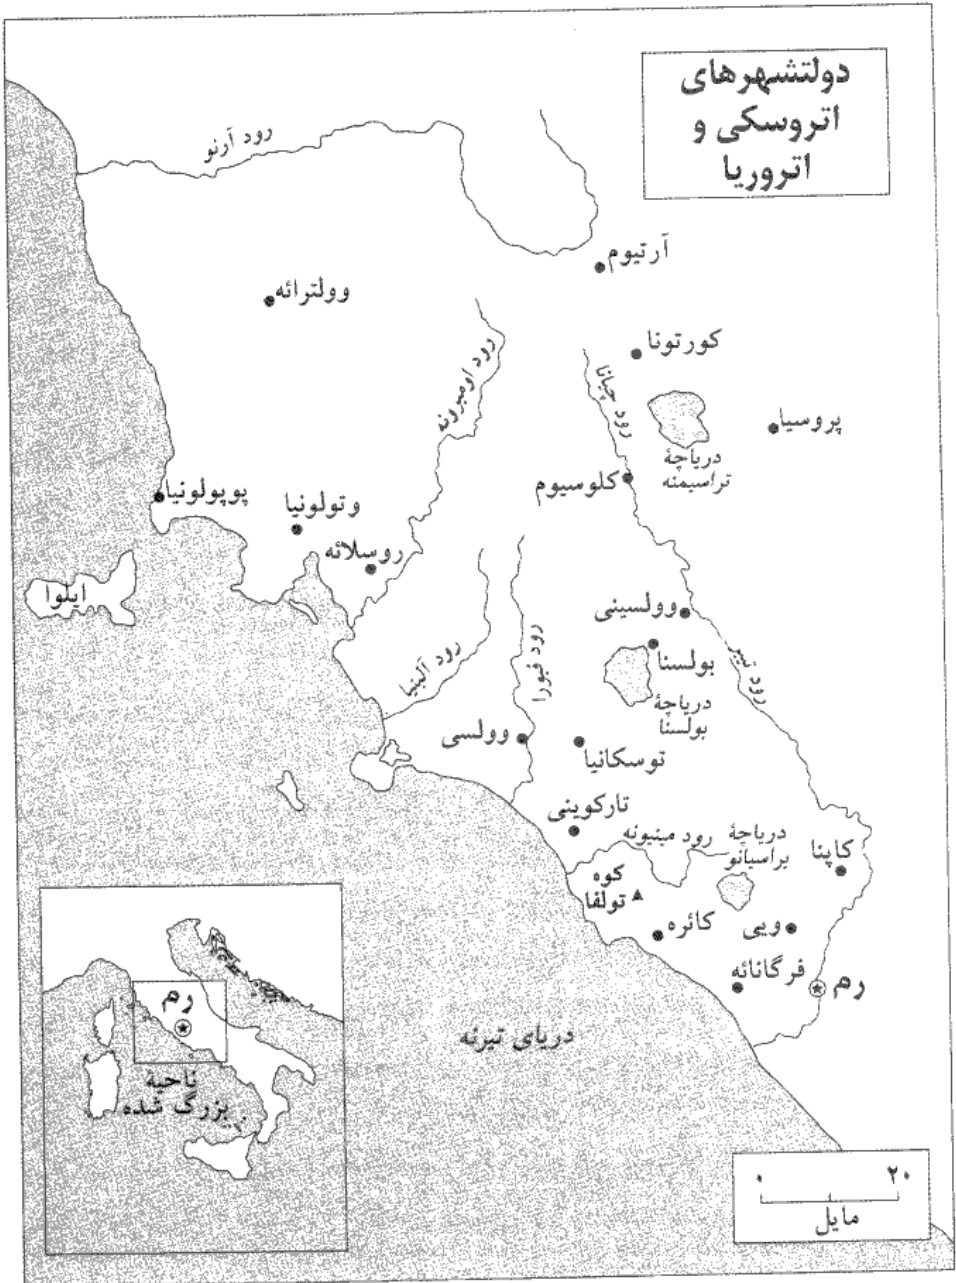 دولتشهرهای
اتروسکی و
اتروریا
رود آرنو
آرتیوم
وولترائه
کورتونا
رود اومبرونه
رود چیانا
پروسیا
دریاچهٔ
تراسیمنه
کلوسیوم
پوپولونیا
وتولونیا
روسلائه
ایلوا
وولسینی
بولسنا
دریاچهٔ
بولسنا
رود تیبر
رود فیورا
رود آلبنیا
وولسی
توسکانیا
تارکوینی
رود مینیونه
دریاچهٔ
براسیانو
کاپنا
کوه
تولفا
کائره
ویی
فرگانائه
رم
دریای تیرنه
رم
ناحیهٔ
بزرگ شده
۰ ۲۰
مایل